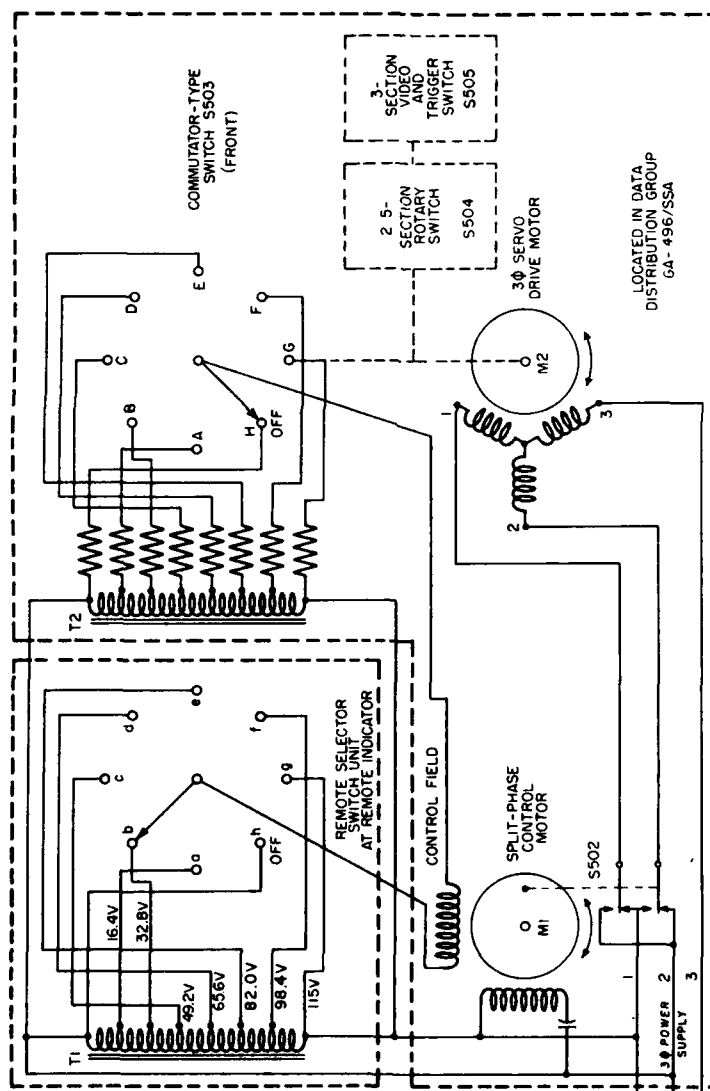 T1
16.4V
32.8V
49.2V
65.6V
82.0V
98.4V
115V
a
b
c
d
e
f
g
h
OFF
REMOTE SELECTOR
SWITCH UNIT
AT REMOTE INDICATOR
T2
A
B
C
D
E
F
G
H
OFF
COMMUTATOR-TYPE
SWITCH S503
(FRONT)
CONTROL FIELD
SPLIT-PHASE
CONTROL
MOTOR
M1
S502
1
2
3
3Φ POWER
SUPPLY
1
2
3
M2
3Φ SERVO
DRIVE MOTOR
2 5-
SECTION
ROTARY
SWITCH
S504
3-
SECTION
VIDEO
AND
TRIGGER
SWITCH
S505
LOCATED IN DATA
DISTRIBUTION GROUP
GA-496/SSA